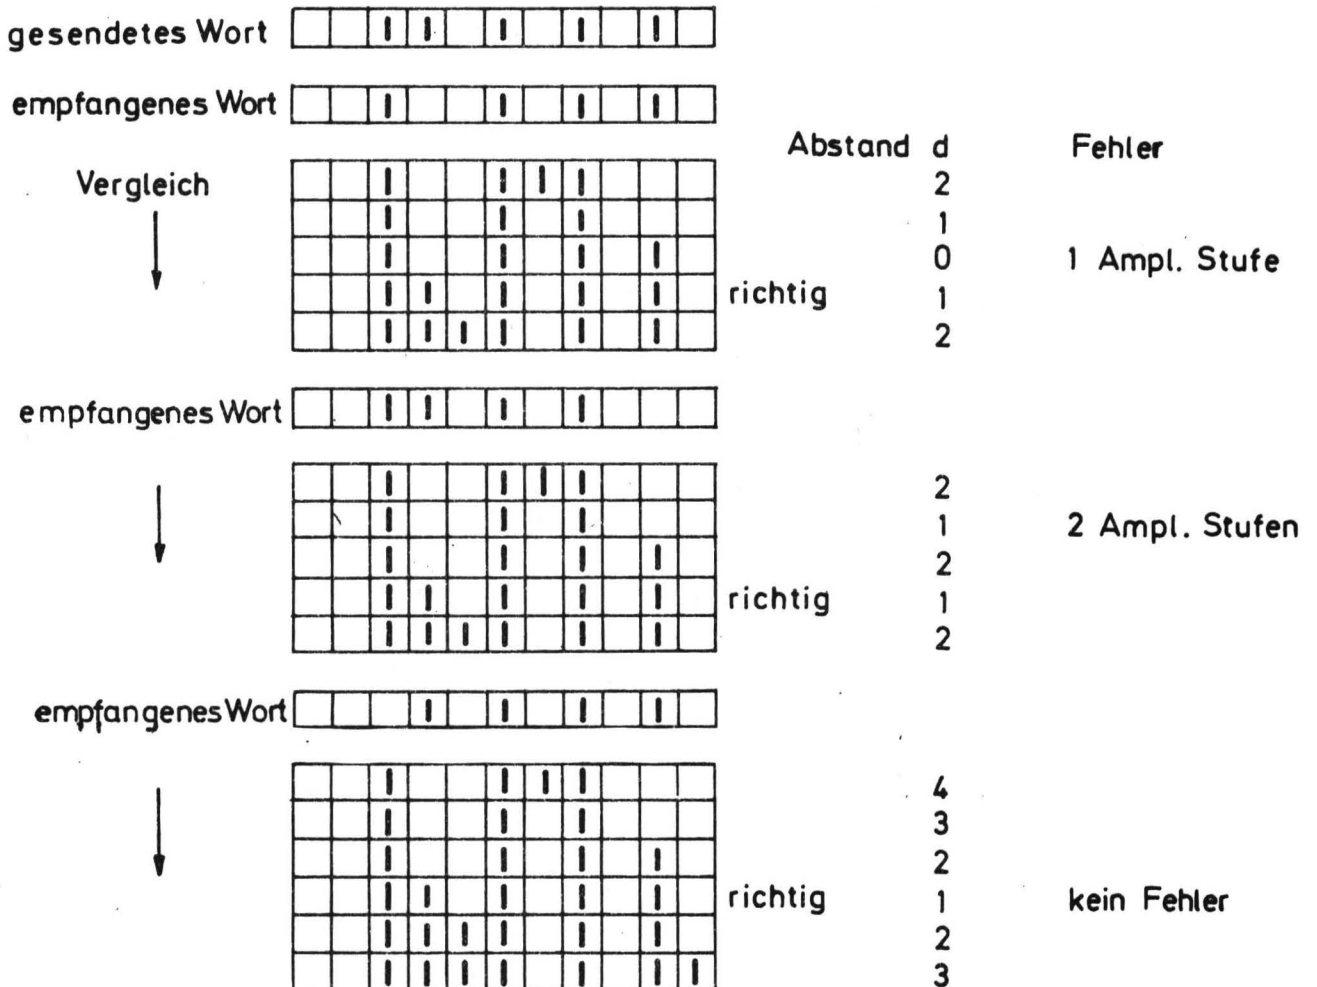 gesendetes Wort | | | | |
empfangenes Wort | | | |
Abstand d Fehler
Vergleich | | | | 2
| | | 1
| | | | 0 1 Ampl. Stufe
| | | | | richtig 1
| | | | | | 2
empfangenes Wort | | | |
| | | | 2
| | | 1 2 Ampl. Stufen
| | | | 2
| | | | | richtig 1
| | | | | | 2
empfangenes Wort | | | |
| | | | 4
| | | 3
| | | | 2
| | | | | richtig 1 kein Fehler
| | | | | | 2
| | | | | | | 3